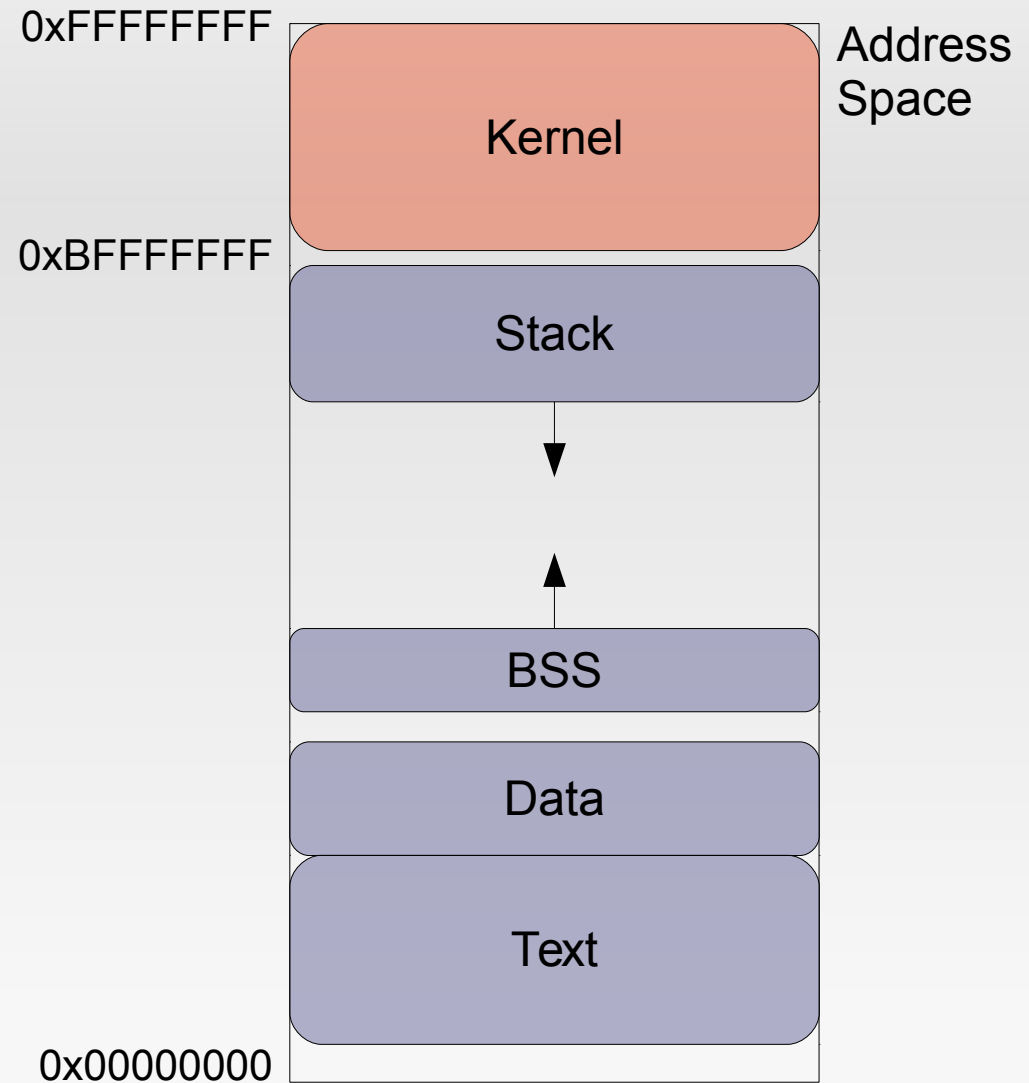 0xFFFFFFFF
Address
Space
Kernel
0xBFFFFFFF
Stack
BSS
Data
Text
0x00000000